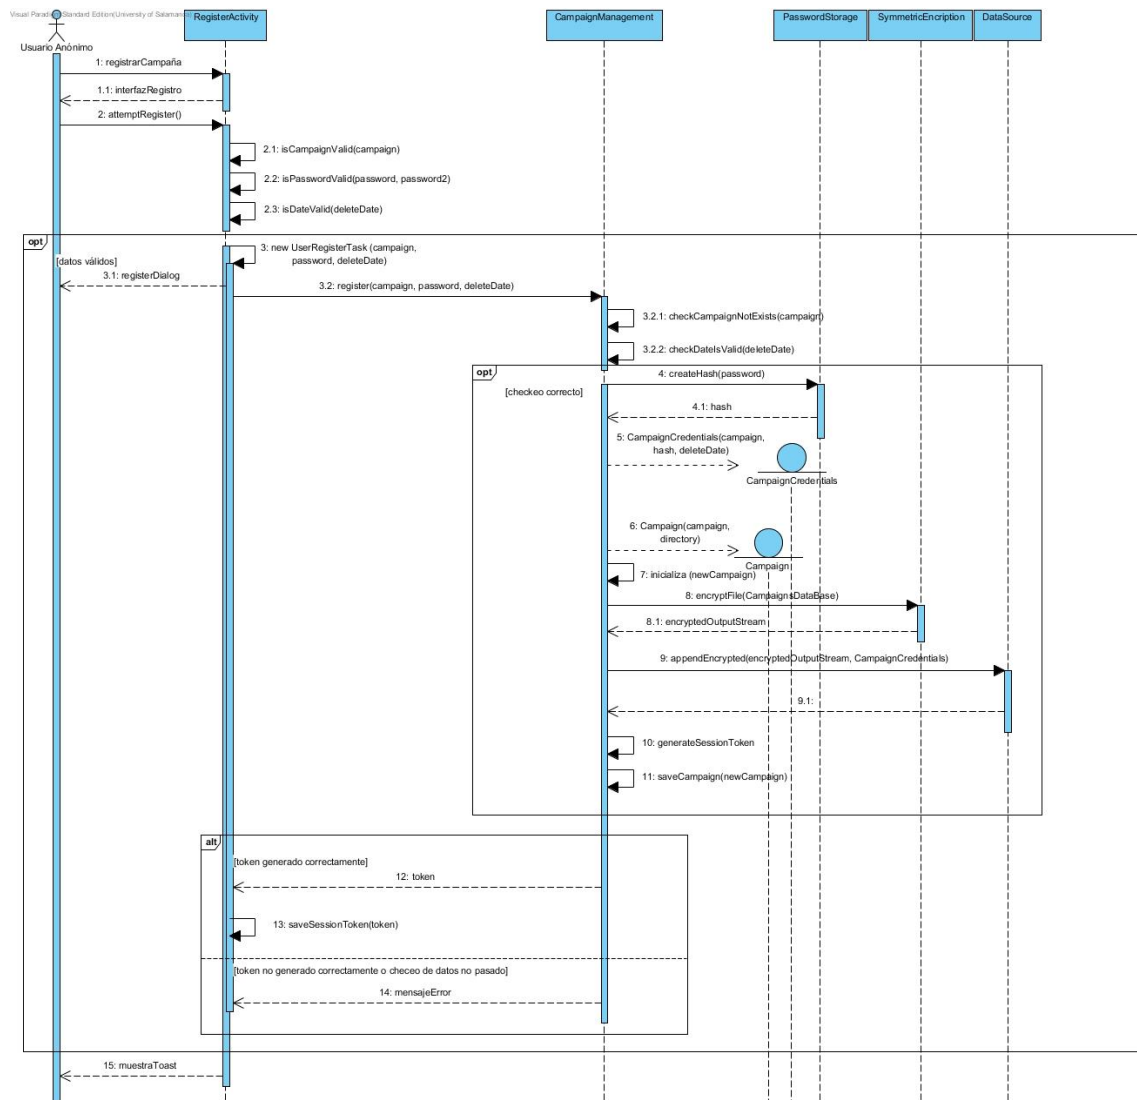 Visual Paradigm Standard Edition(University of Salamanca)
RegisterActivity
CampaignManagement
PasswordStorage
SymmetricEncription
DataSource
Usuario Anónimo
1: registrarCampaña
1.1: interfazRegistro
2: attemptRegister()
2.1: isCampaignValid(campaign)
2.2: isPasswordValid(password, password2)
2.3: isDateValid(deleteDate)
opt
[datos válidos]
3: new UserRegisterTask (campaign,
password, deleteDate)
3.1: registerDialog
3.2: register(campaign, password, deleteDate)
3.2.1: checkCampaignNotExists(campaign)
3.2.2: checkDateIsValid(deleteDate)
opt
[checkeo correcto]
4: createHash(password)
4.1: hash
5: CampaignCredentials(campaign,
hash, deleteDate)
CampaignCredentials
6: Campaign(campaign,
directory)
Campaign
7: inicializa (newCampaign)
8: encryptFile(CampaignsDataBase)
8.1: encryptedOutputStream
9: appendEncrypted(encryptedOutputStream, CampaignCredentials)
9.1:
10: generateSessionToken
11: saveCampaign(newCampaign)
alt
[token generado correctamente]
12: token
13: saveSessionToken(token)
[token no generado correctamente o checeo de datos no pasado]
14: mensajeError
15: muestraToast